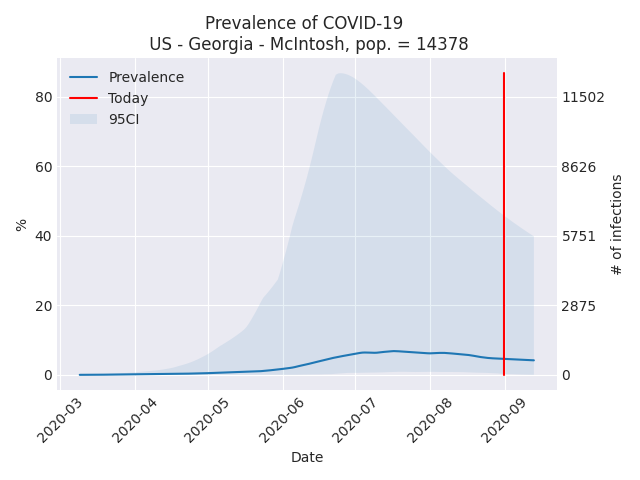 Prevalence of COVID-19
US - Georgia - McIntosh, pop. = 14378
Prevalence
Today
95CI
80
60
40
20
0
%
11502
8626
5751
2875
0
# of infections
2020-03
2020-04
2020-05
2020-06
2020-07
2020-08
2020-09
Date